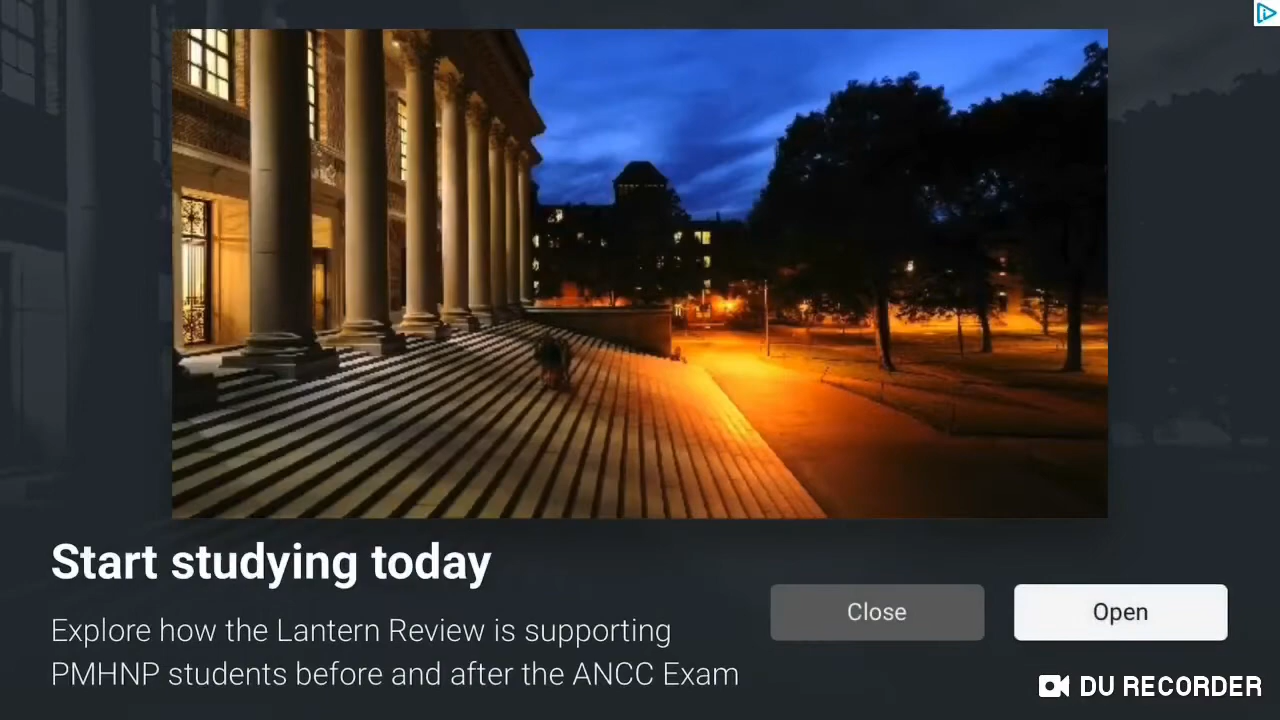 Start studying today
Explore how the Lantern Review is supporting
PMHNP students before and after the ANCC Exam
Close
Open
DU RECORDER